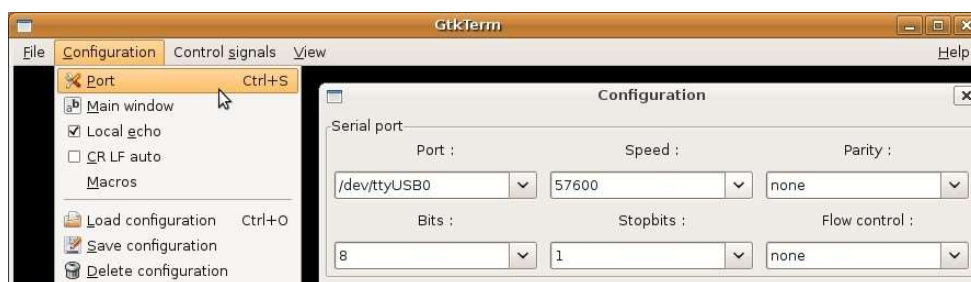 GtkTerm
File Configuration Control signals View Help
Port Ctrl+S
Main window
Local echo
CR LF auto
Macros
Load configuration Ctrl+O
Save configuration
Delete configuration
Configuration
Serial port
Port : Speed : Parity :
/dev/ttyUSB0 57600 none
Bits : Stopbits : Flow control :
8 1 none